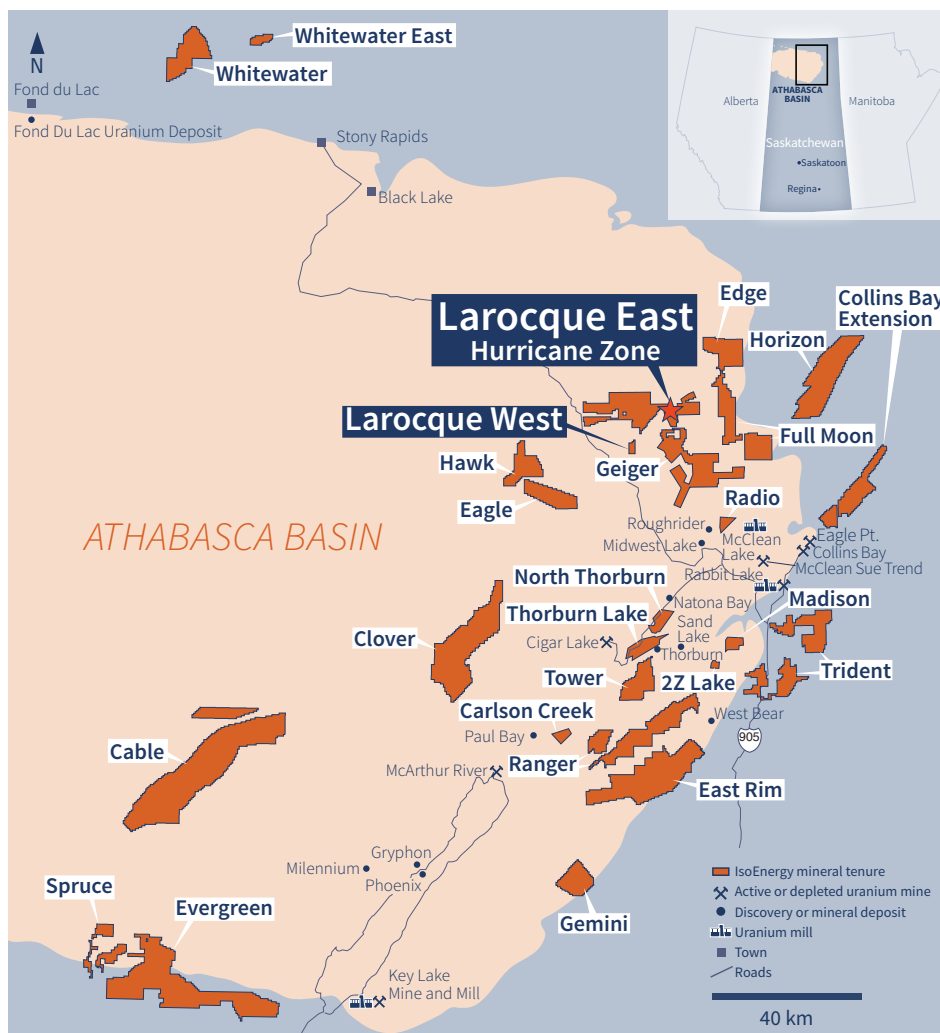 Whitewater East
Whitewater
N
Fond du Lac
Fond Du Lac Uranium Deposit
Stony Rapids
Black Lake
ATHABASCA
BASIN
Alberta
Manitoba
Saskatchewan
Saskatoon
Regina
Edge
Collins Bay
Extension
Horizon
Larocque East
Hurricane Zone
Larocque West
Full Moon
Hawk
Geiger
Eagle
Radio
ATHABASCA BASIN
Roughrider
Midwest Lake
McClean
Lake
Eagle Pt.
Collins Bay
McClean Sue Trend
Rabbit Lake
North Thorburn
Natona Bay
Madison
Thorburn Lake
Sand
Lake
Clover
Cigar Lake
Thorburn
Trident
Tower
2Z Lake
Carlson Creek
West Bear
Paul Bay
905
Cable
Ranger
McArthur River
East Rim
Gryphon
Milennium
Phoenix
Spruce
Evergreen
Gemini
Key Lake
Mine and Mill
IsoEnergy mineral tenure
Active or depleted uranium mine
Discovery or mineral deposit
Uranium mill
Town
Roads
40 km